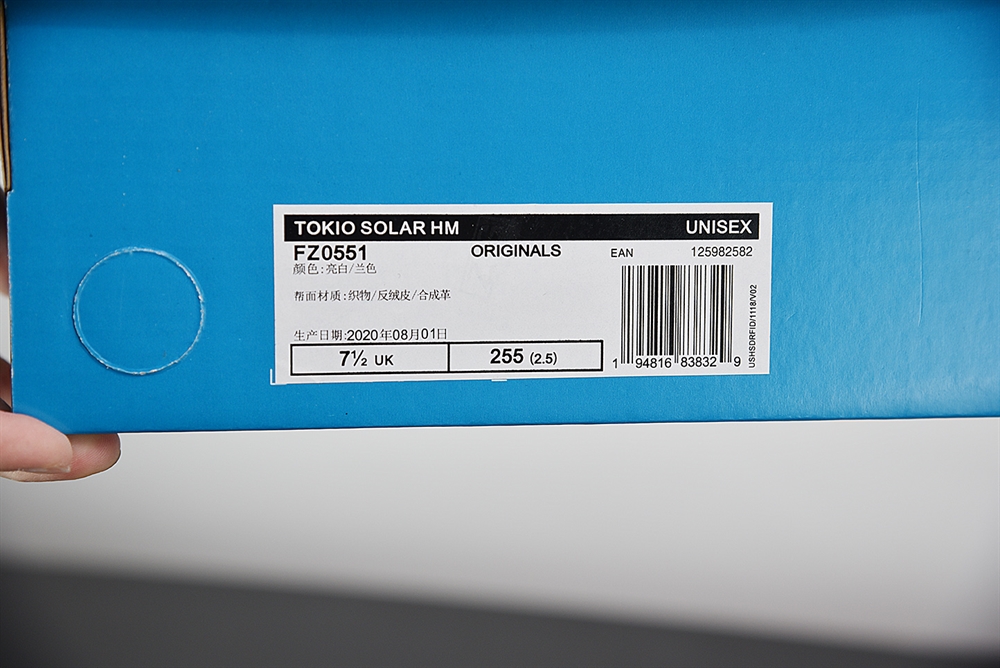 TOKIO SOLAR HM UNISEX
FZ0551 ORIGINALS EAN 125982582
颜色:亮白/兰色
帮面材质:织物/反绒皮/合成革
生产日期:2020年08月01日
7½ UK 255 (2.5)
1 94816 83832 9
USHSDRFID/1118/V02